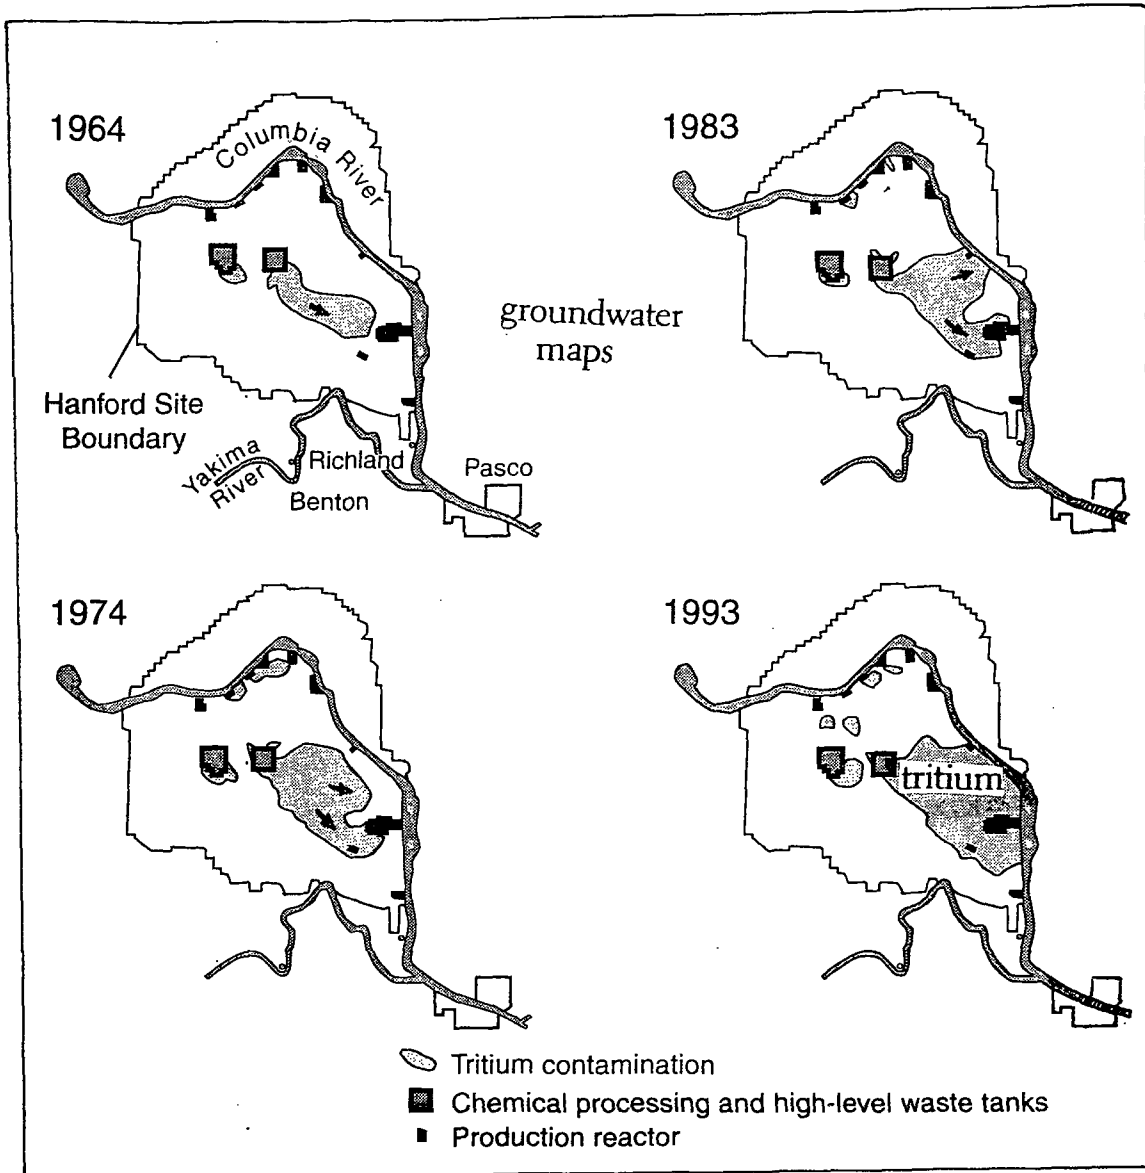 1964
Columbia River
Hanford Site
Boundary
Yakima
River
Richland
Benton
Pasco
groundwater
maps
1983
1974
1993
tritium
Tritium contamination
Chemical processing and high-level waste tanks
Production reactor